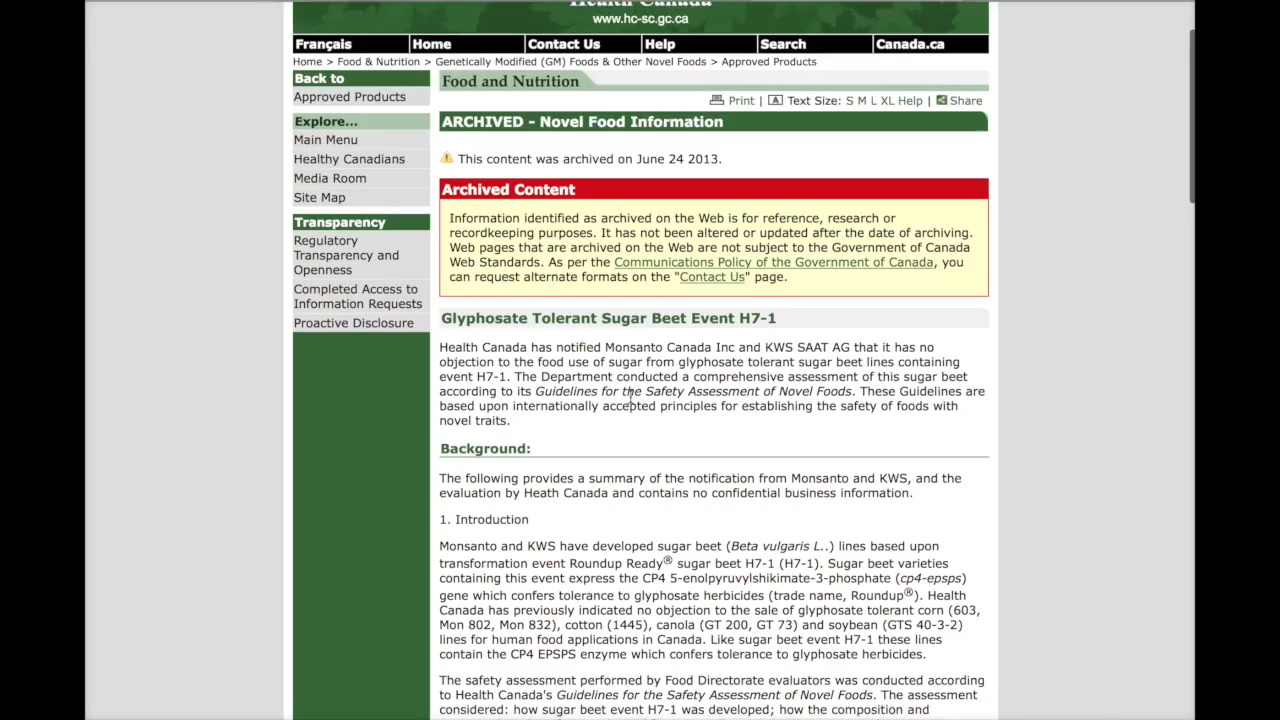 Health Canada
www.hc-sc.gc.ca
Français Home Contact Us Help Search Canada.ca
Home > Food & Nutrition > Genetically Modified (GM) Foods & Other Novel Foods > Approved Products
Back to
Approved Products
Explore...
Main Menu
Healthy Canadians
Media Room
Site Map
Transparency
Regulatory
Transparency and
Openness
Completed Access to
Information Requests
Proactive Disclosure
Food and Nutrition
Print | A Text Size: S M L XL Help | Share
ARCHIVED - Novel Food Information
This content was archived on June 24 2013.
Archived Content
Information identified as archived on the Web is for reference, research or
recordkeeping purposes. It has not been altered or updated after the date of archiving.
Web pages that are archived on the Web are not subject to the Government of Canada
Web Standards. As per the Communications Policy of the Government of Canada, you
can request alternate formats on the "Contact Us" page.
Glyphosate Tolerant Sugar Beet Event H7-1
Health Canada has notified Monsanto Canada Inc and KWS SAAT AG that it has no
objection to the food use of sugar from glyphosate tolerant sugar beet lines containing
event H7-1. The Department conducted a comprehensive assessment of this sugar beet
according to its Guidelines for the Safety Assessment of Novel Foods. These Guidelines are
based upon internationally accepted principles for establishing the safety of foods with
novel traits.
Background:
The following provides a summary of the notification from Monsanto and KWS, and the
evaluation by Heath Canada and contains no confidential business information.
1. Introduction
Monsanto and KWS have developed sugar beet (Beta vulgaris L..) lines based upon
transformation event Roundup Ready® sugar beet H7-1 (H7-1). Sugar beet varieties
containing this event express the CP4 5-enolpyruvylshikimate-3-phosphate (cp4-epsps)
gene which confers tolerance to glyphosate herbicides (trade name, Roundup®). Health
Canada has previously indicated no objection to the sale of glyphosate tolerant corn (603,
Mon 802, Mon 832), cotton (1445), canola (GT 200, GT 73) and soybean (GTS 40-3-2)
lines for human food applications in Canada. Like sugar beet event H7-1 these lines
contain the CP4 EPSPS enzyme which confers tolerance to glyphosate herbicides.
The safety assessment performed by Food Directorate evaluators was conducted according
to Health Canada's Guidelines for the Safety Assessment of Novel Foods. The assessment
considered: how sugar beet event H7-1 was developed; how the composition and